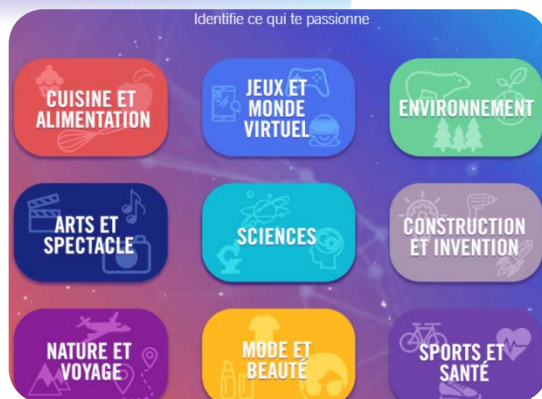 Identifie ce qui te passionne
CUISINE ET
ALIMENTATION
JEUX ET
MONDE
VIRTUEL
ENVIRONNEMENT
ARTS ET
SPECTACLE
SCIENCES
CONSTRUCTION
ET INVENTION
NATURE ET
VOYAGE
MODE ET
BEAUTÉ
SPORTS ET
SANTÉ